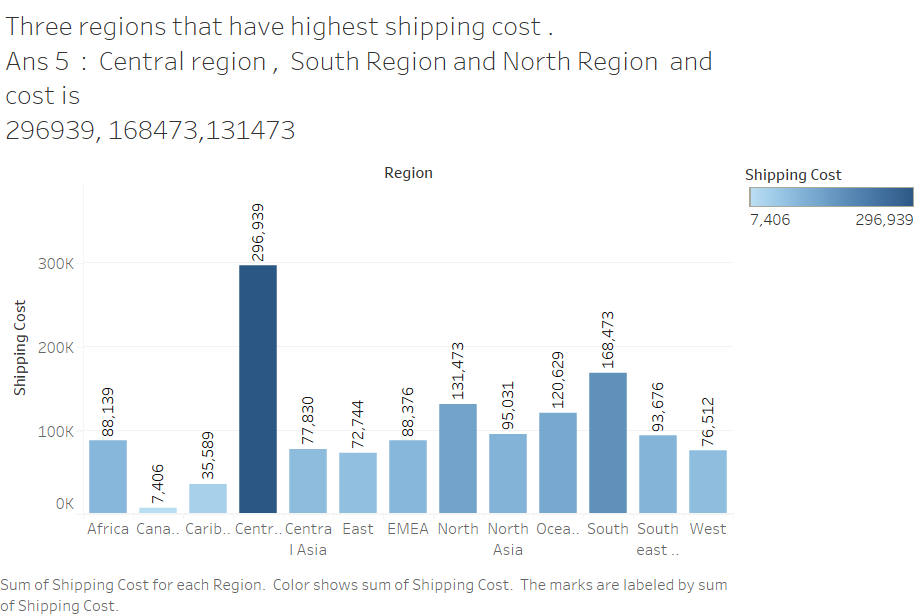 Three regions that have highest shipping cost .
Ans 5 : Central region , South Region and North Region and
cost is
296939, 168473,131473
Region
Shipping Cost
7,406 296,939
Shipping Cost
300K
200K
100K
0K
88,139
7,406
35,589
296,939
77,830
72,744
88,376
131,473
95,031
120,629
168,473
93,676
76,512
Africa Cana.. Carib.. Centr.. Centra East EMEA North North Ocea.. South South West
l Asia Asia east ..
Sum of Shipping Cost for each Region. Color shows sum of Shipping Cost. The marks are labeled by sum
of Shipping Cost.